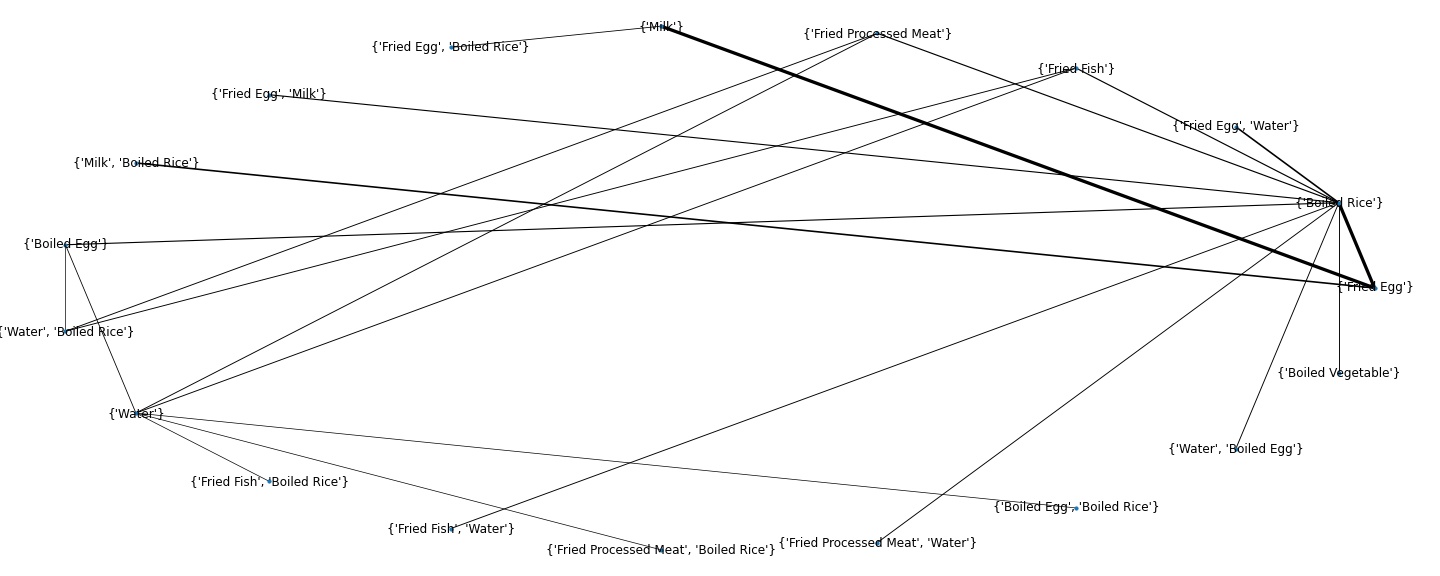 {'Milk'}
{'Fried Processed Meat'}
{'Fried Egg', 'Boiled Rice'}
{'Fried Fish'}
{'Fried Egg', 'Milk'}
{'Fried Egg', 'Water'}
{'Milk', 'Boiled Rice'}
{'Boiled Rice'}
{'Boiled Egg'}
{'Fried Egg'}
{'Water', 'Boiled Rice'}
{'Boiled Vegetable'}
{'Water'}
{'Water', 'Boiled Egg'}
{'Fried Fish', 'Boiled Rice'}
{'Boiled Egg', 'Boiled Rice'}
{'Fried Fish', 'Water'}
{'Fried Processed Meat', 'Water'}
{'Fried Processed Meat', 'Boiled Rice'}